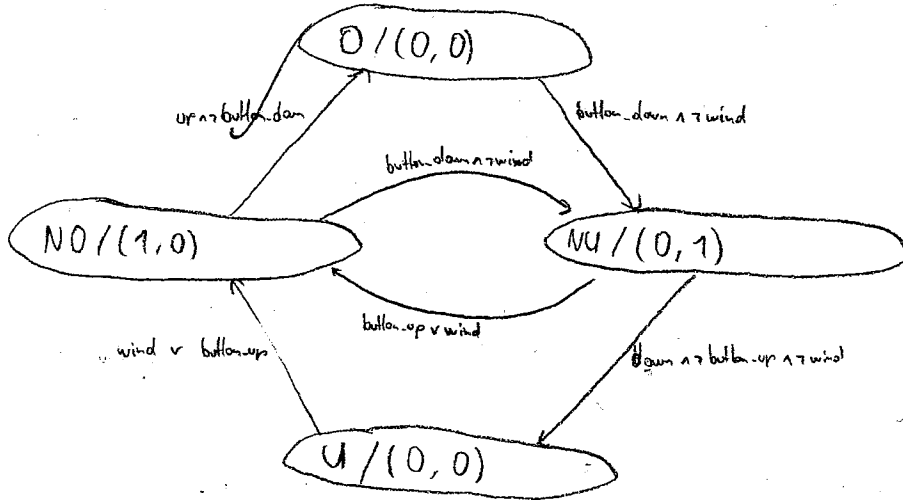 O/(0,0)
up ∧ ¬button_down
button_down ∧ ¬wind
button_down ∧ ¬wind
NO/(1,0)
NU/(0,1)
button_up ∨ wind
wind ∨ button_up
down ∧ ¬button_up ∧ ¬wind
U/(0,0)